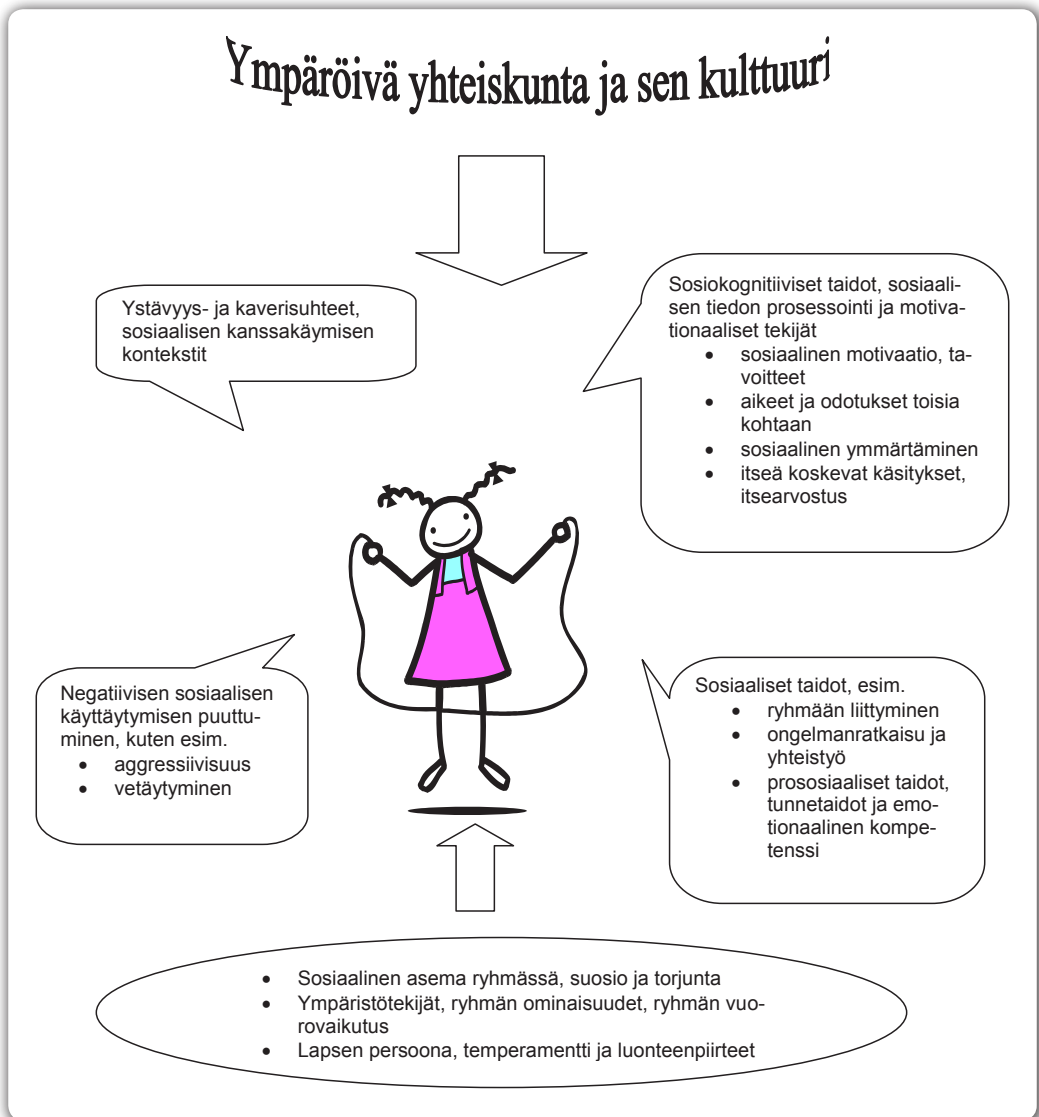 Ympäröivä yhteiskunta ja sen kulttuuri
Ystävyys- ja kaverisuhteet,
sosiaalisen kanssakäymisen
kontekstit
Sosiokognitiiviset taidot, sosiaali-
sen tiedon prosessointi ja motiva-
tionaaliset tekijät
• sosiaalinen motivaatio, ta-
voitteet
• aikeet ja odotukset toisia
kohtaan
• sosiaalinen ymmärtäminen
• itseä koskevat käsitykset,
itsearvostus
Negatiivisen sosiaalisen
käyttäytymisen puuttu-
minen, kuten esim.
• aggressiivisuus
• vetäytyminen
Sosiaaliset taidot, esim.
• ryhmään liittyminen
• ongelmanratkaisu ja
yhteistyö
• prososiaaliset taidot,
tunnetaidot ja emo-
tionaalinen kompe-
tenssi
• Sosiaalinen asema ryhmässä, suosio ja torjunta
• Ympäristötekijät, ryhmän ominaisuudet, ryhmän vuo-
rovaikutus
• Lapsen persoona, temperamentti ja luonteenpiirteet